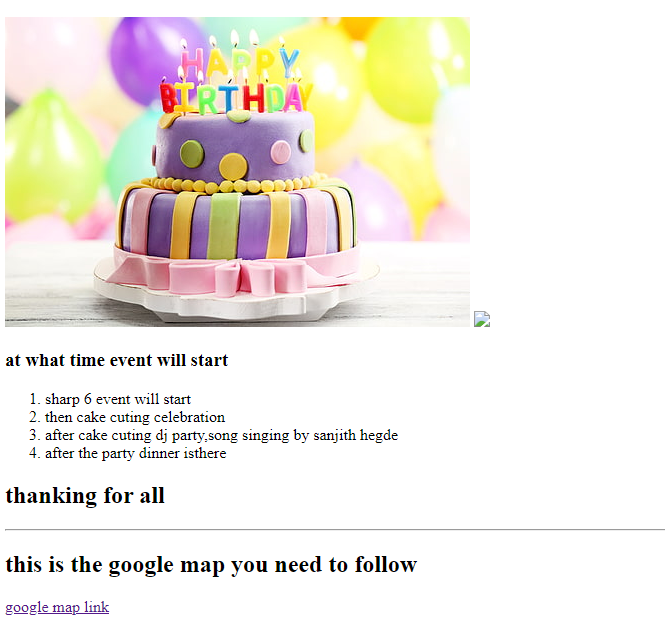 HAPPY
BIRTHDAY
at what time event will start
1. sharp 6 event will start
2. then cake cuting celebration
3. after cake cuting dj party,song singing by sanjith hegde
4. after the party dinner isthere
thanking for all
this is the google map you need to follow
google map link